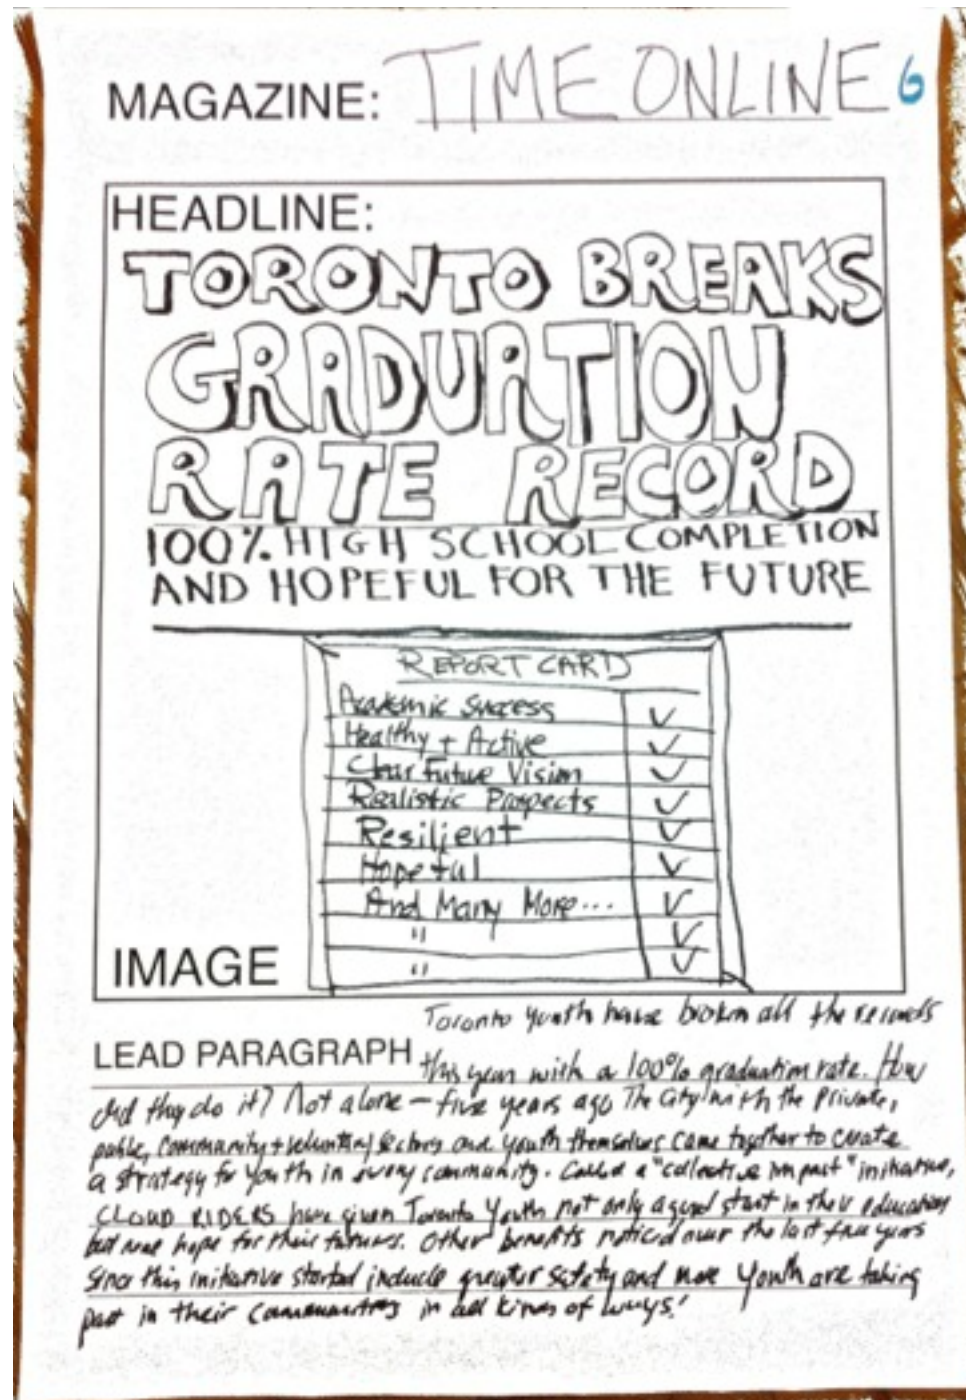 MAGAZINE: TIME ONLINE 6
HEADLINE:
TORONTO BREAKS
GRADUATION
RATE RECORD
100% HIGH SCHOOL COMPLETION
AND HOPEFUL FOR THE FUTURE
REPORT CARD
Academic Success ✓
Healthy + Active ✓
Clear Future Vision ✓
Realistic Prospects ✓
Resilient ✓
Hopeful ✓
And Many More... ✓
" ✓
" ✓
IMAGE
Toronto youth have broken all the records
LEAD PARAGRAPH this year with a 100% graduation rate. How
did they do it? Not alone – five years ago The City with the private,
public, community + voluntary sectors and youth themselves came together to create
a strategy for youth in every community. Called a "collective impact" initiative,
CLOUD RIDERS have given Toronto Youth not only a good start in their education
but more hope for their futures. Other benefits noticed over the last five years
since this initiative started include greater safety and more youth are taking
part in their communities in all kinds of ways!